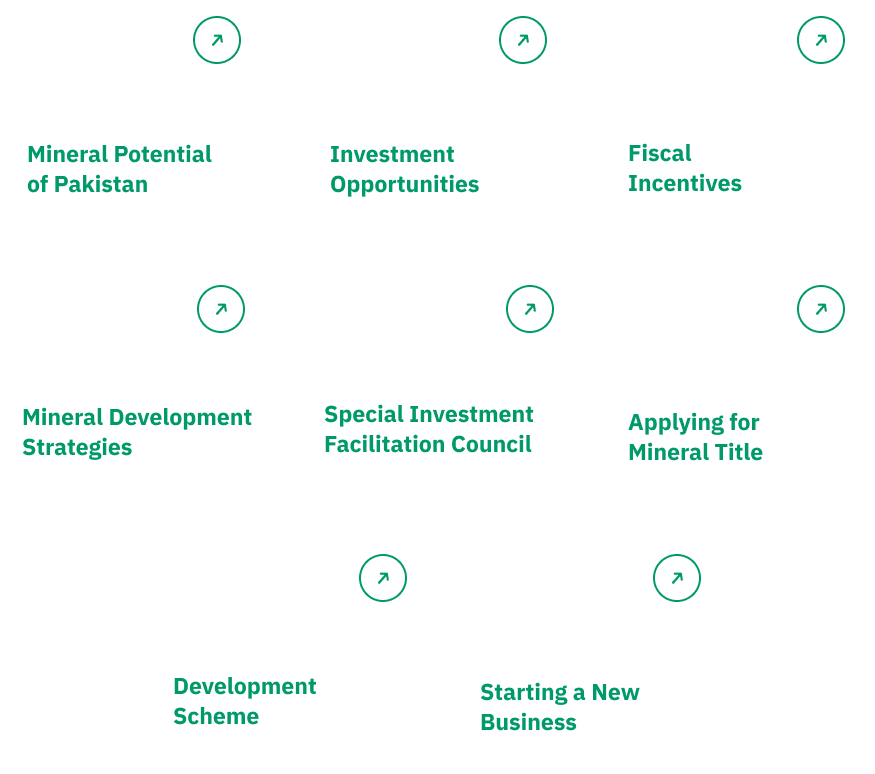 Mineral Potential
of Pakistan
Investment
Opportunities
Fiscal
Incentives
Mineral Development
Strategies
Special Investment
Facilitation Council
Applying for
Mineral Title
Development
Scheme
Starting a New
Business